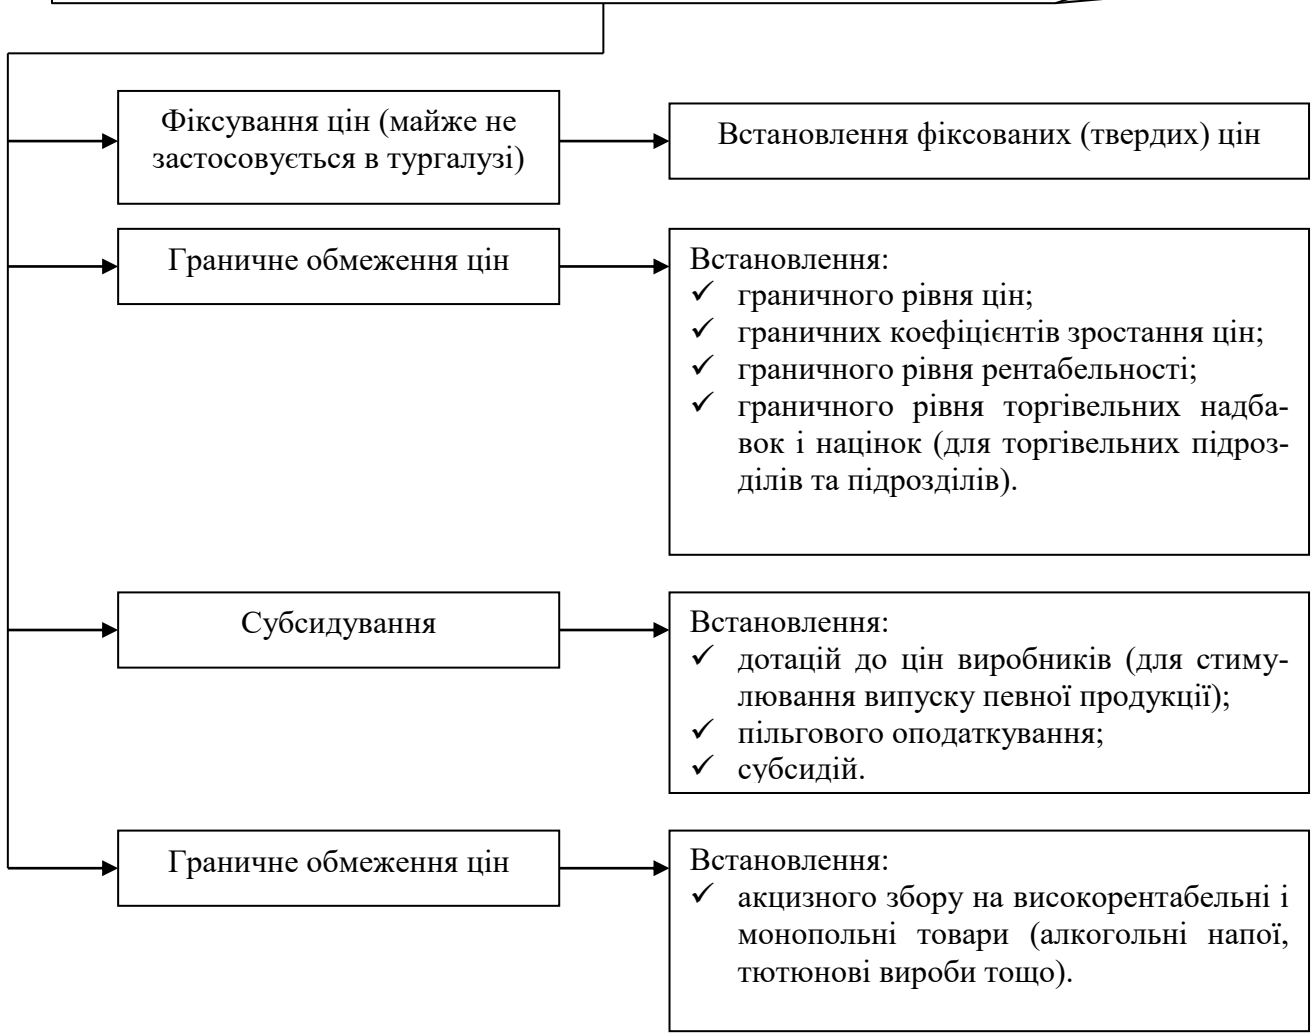 Фіксування цін (майже не
застосовується в тургалузі)
Встановлення фіксованих (твердих) цін
Граничне обмеження цін
Встановлення:
✓ граничного рівня цін;
✓ граничних коефіцієнтів зростання цін;
✓ граничного рівня рентабельності;
✓ граничного рівня торгівельних надба-
вок і націнок (для торгівельних підроз-
ділів та підрозділів).
Субсидування
Встановлення:
✓ дотацій до цін виробників (для стиму-
лювання випуску певної продукції);
✓ пільгового оподаткування;
✓ субсидій.
Граничне обмеження цін
Встановлення:
✓ акцизного збору на високорентабельні і
монопольні товари (алкогольні напої,
тютюнові вироби тощо).